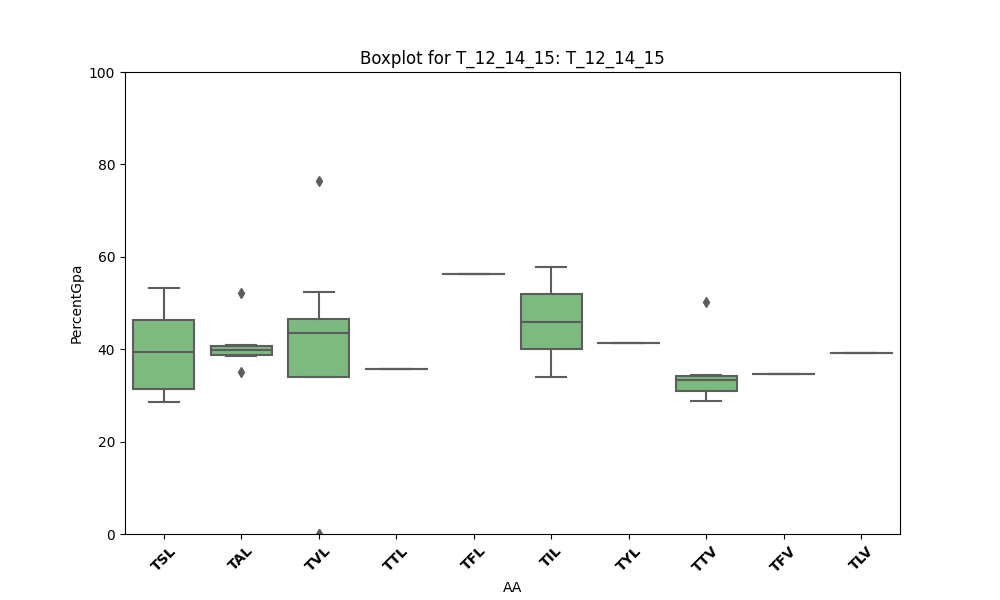 Boxplot for T_12_14_15: T_12_14_15
100
80
60
40
20
0
PercentGpa
TSL
TAL
TVL
TTL
TFL
TIL
TYL
TTV
TFV
TLV
AA